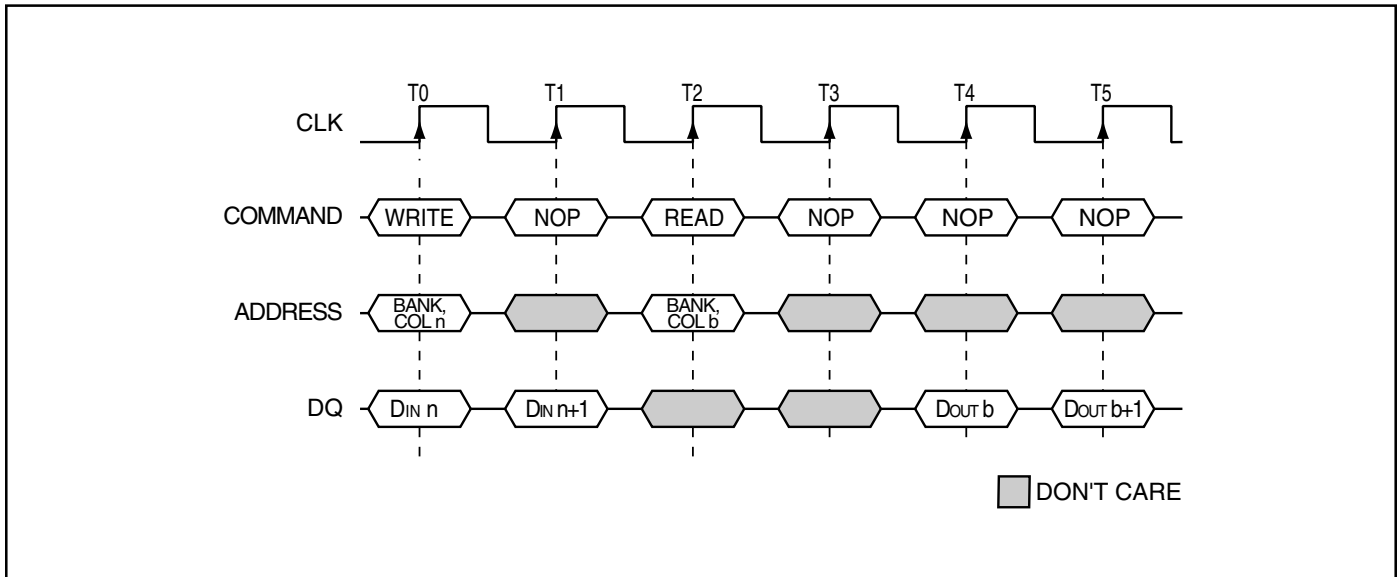 T0 T1 T2 T3 T4 T5
CLK
COMMAND WRITE NOP READ NOP NOP NOP
ADDRESS BANK, COL n BANK, COL b
DQ DIN n DIN n+1 DOUT b DOUT b+1
DON'T CARE